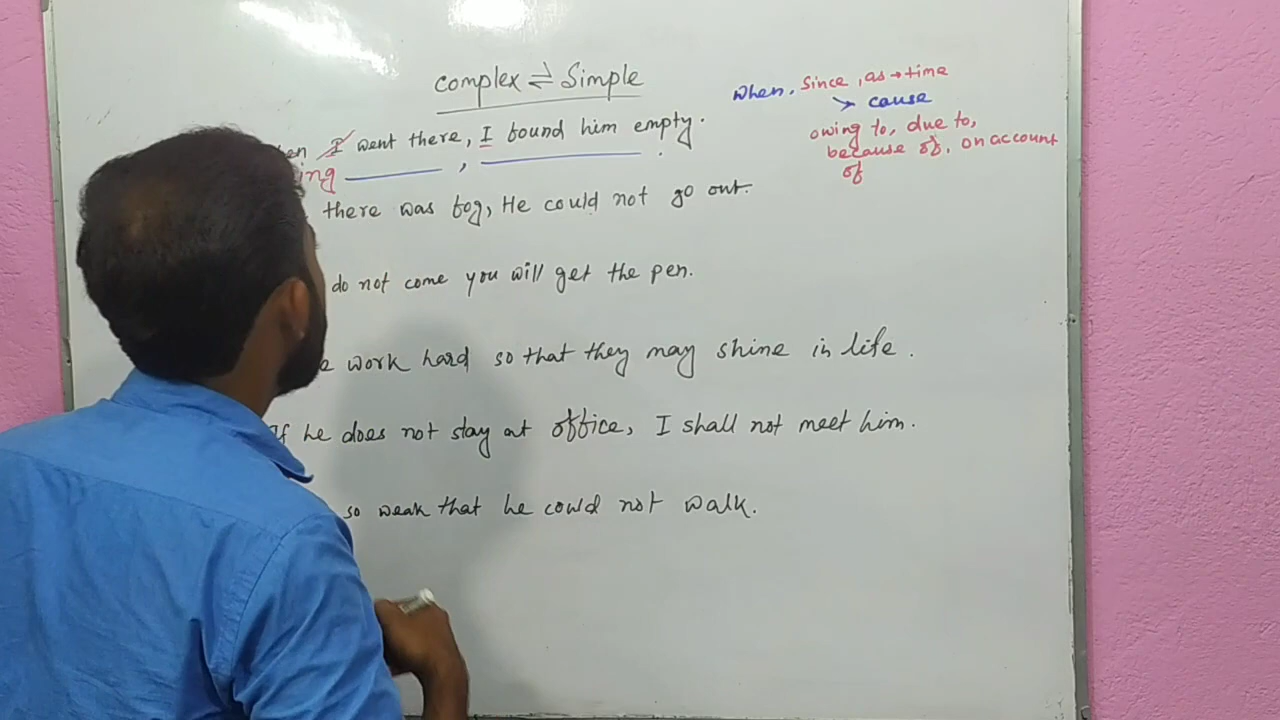 complex ⇌ Simple
when, Since, as → time
> cause
owing to, due to,
because of, on account
of
I went there, I found him empty.
ing ______, ______.
there was fog, He could not go out.
do not come you will get the pen.
work hard so that they may shine in life.
If he does not stay at office, I shall not meet him.
so weak that he could not walk.